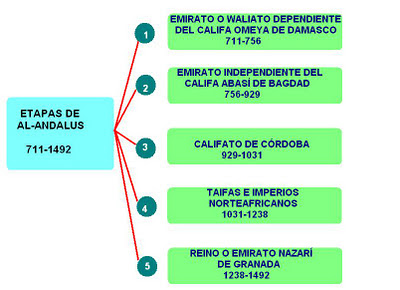 ETAPAS DE
AL-ANDALUS
711-1492
1
EMIRATO O WALIATO DEPENDIENTE
DEL CALIFA OMEYA DE DAMASCO
711-756
2
EMIRATO INDEPENDIENTE DEL
CALIFA ABASÍ DE BAGDAD
756-929
3
CALIFATO DE CÓRDOBA
929-1031
4
TAIFAS E IMPERIOS
NORTEAFRICANOS
1031-1238
5
REINO O EMIRATO NAZARÍ
DE GRANADA
1238-1492